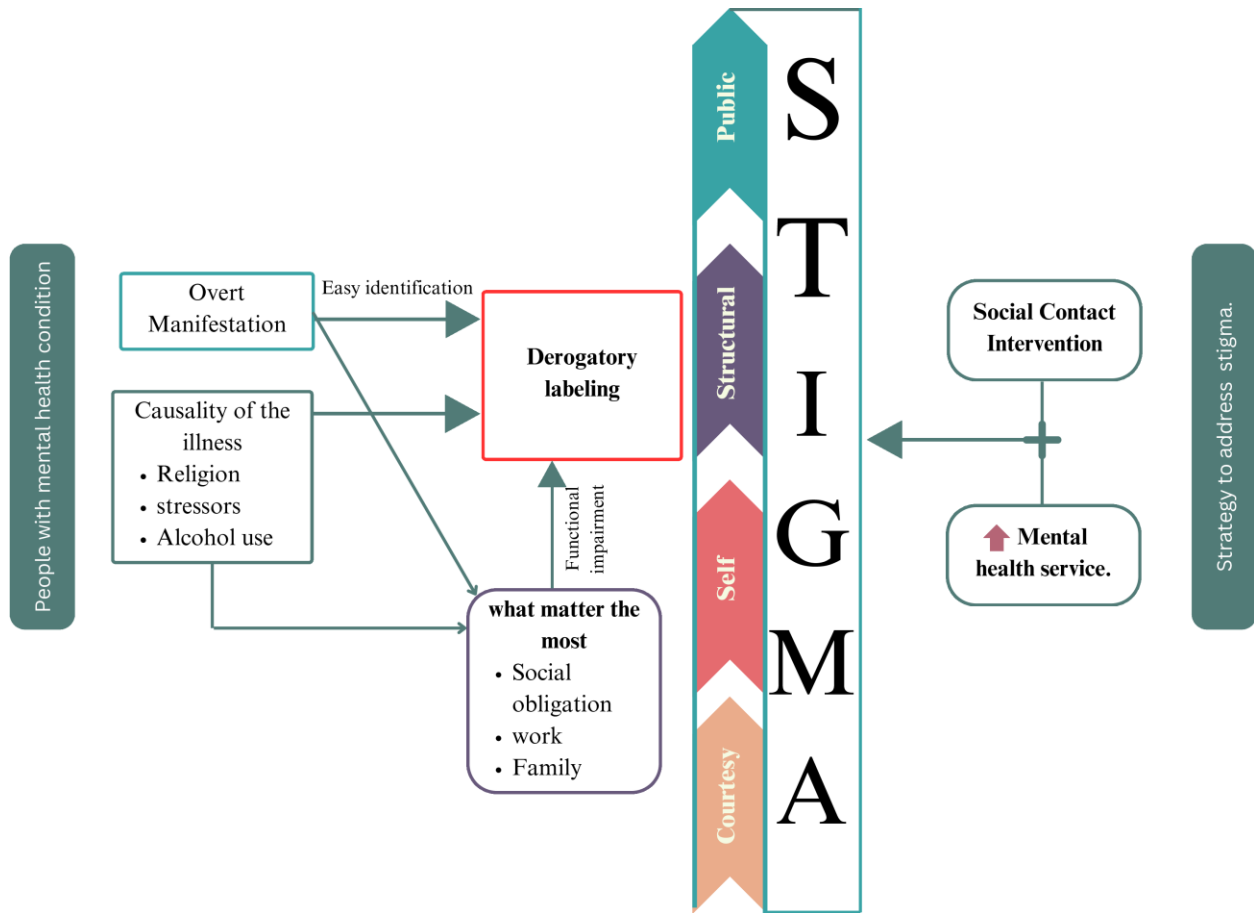 People with mental health condition
Overt
Manifestation
Easy identification
Causality of the
illness
• Religion
• stressors
• Alcohol use
Derogatory
labeling
Functional
impairment
what matter the
most
• Social
obligation
• work
• Family
Public
Structural
Self
Courtesy
S
T
I
G
M
A
Social Contact
Intervention
Mental
health service.
Strategy to address stigma.